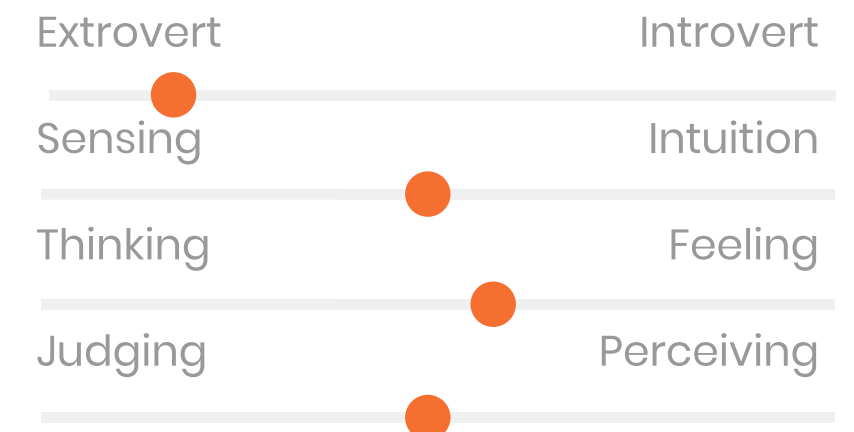 Extrovert Introvert
Sensing Intuition
Thinking Feeling
Judging Perceiving